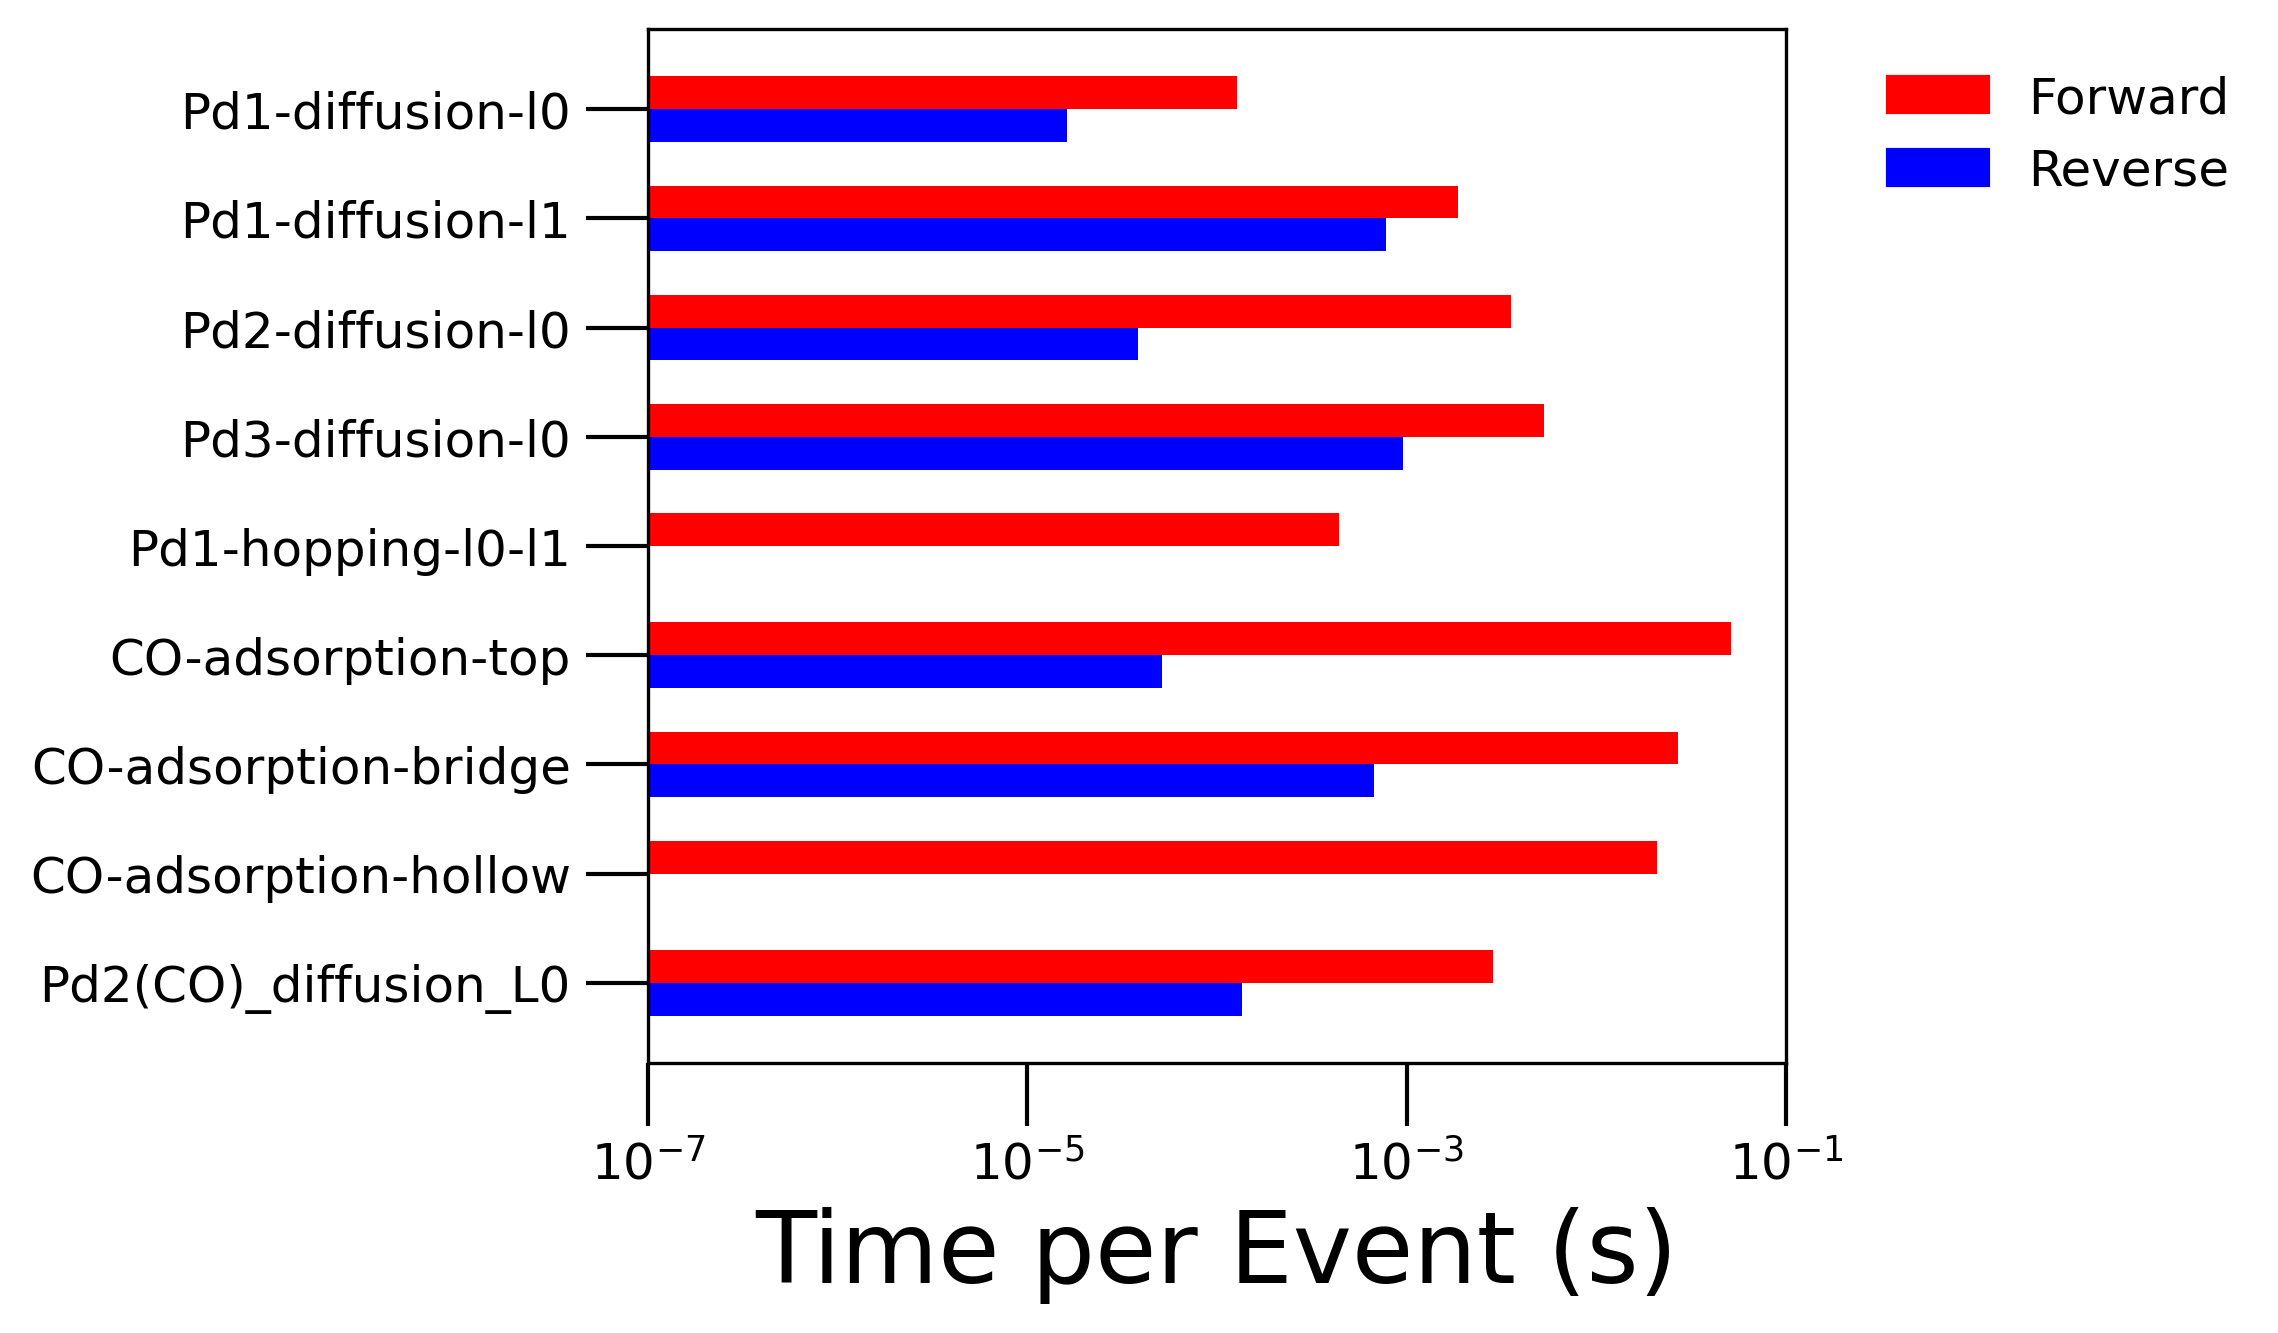 Pd1-diffusion-l0
Pd1-diffusion-l1
Pd2-diffusion-l0
Pd3-diffusion-l0
Pd1-hopping-l0-l1
CO-adsorption-top
CO-adsorption-bridge
CO-adsorption-hollow
Pd2(CO)_diffusion_L0
10⁻⁷ 10⁻⁵ 10⁻³ 10⁻¹
Time per Event (s)
Forward
Reverse